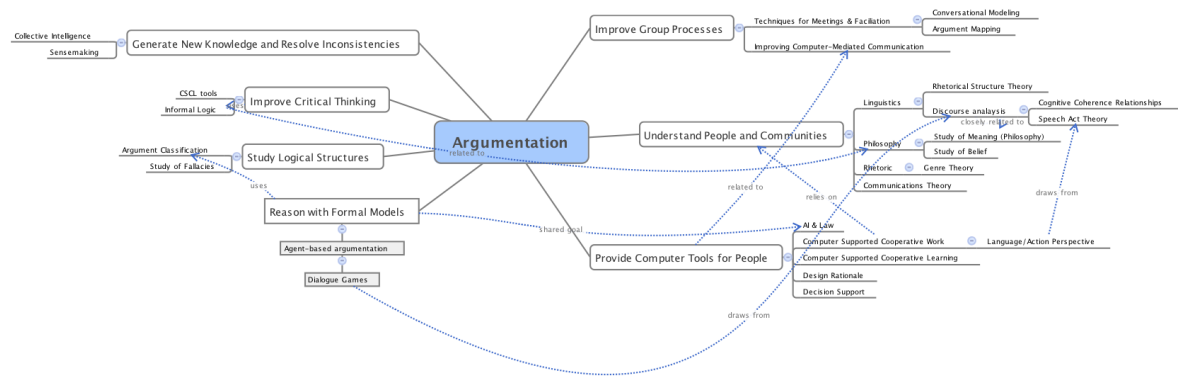 Collective Intelligence
Sensemaking
Generate New Knowledge and Resolve Inconsistencies
CSCL tools
Informal Logic
Improve Critical Thinking
Argument Classification
Study of Fallacies
Study Logical Structures
uses
Reason with Formal Models
Agent-based argumentation
Dialogue Games
Argumentation
related to
Improve Group Processes
Techniques for Meetings & Faciliation
Conversational Modeling
Argument Mapping
Improving Computer-Mediated Communication
Understand People and Communities
Linguistics
Rhetorical Structure Theory
Discourse analaysis
Cognitive Coherence Relationships
Speech Act Theory
closely related to
Philosophy
Study of Meaning (Philosophy)
Study of Belief
Rhetoric
Genre Theory
Communications Theory
related to
relies on
draws from
shared goal
Provide Computer Tools for People
AI & Law
Computer Supported Cooperative Work
Language/Action Perspective
Computer Supported Cooperative Learning
Design Rationale
Decision Support
draws from